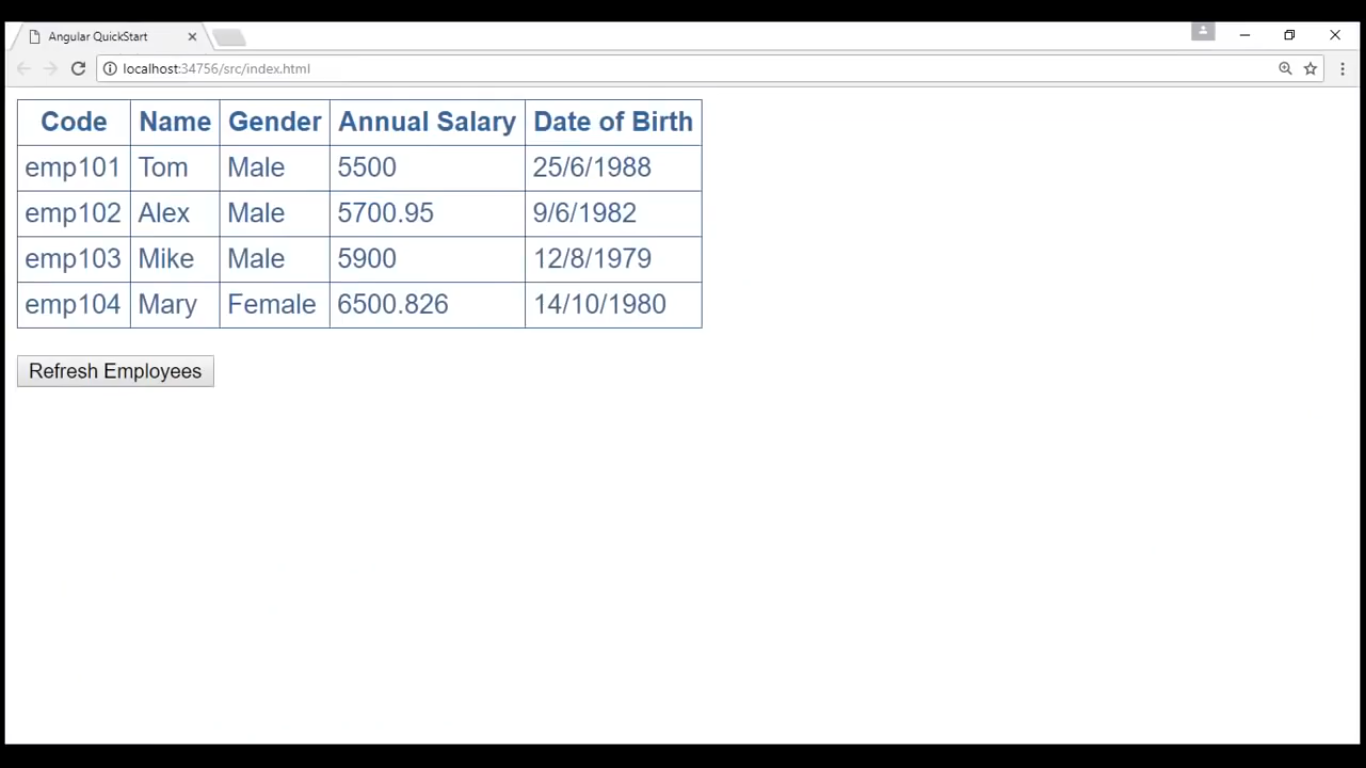 Angular QuickStart
localhost:34756/src/index.html
Code Name Gender Annual Salary Date of Birth
emp101 Tom Male 5500 25/6/1988
emp102 Alex Male 5700.95 9/6/1982
emp103 Mike Male 5900 12/8/1979
emp104 Mary Female 6500.826 14/10/1980
Refresh Employees